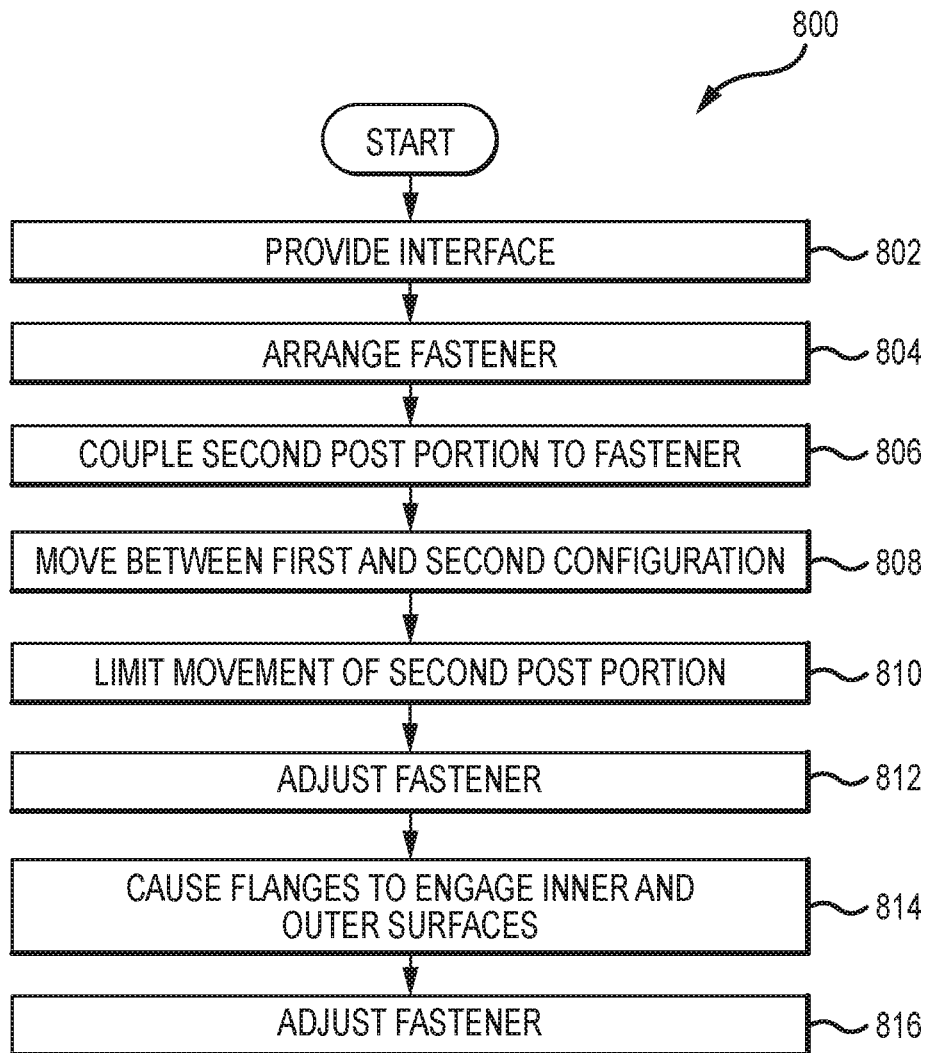 800
START
PROVIDE INTERFACE 802
ARRANGE FASTENER 804
COUPLE SECOND POST PORTION TO FASTENER 806
MOVE BETWEEN FIRST AND SECOND CONFIGURATION 808
LIMIT MOVEMENT OF SECOND POST PORTION 810
ADJUST FASTENER 812
CAUSE FLANGES TO ENGAGE INNER AND
OUTER SURFACES 814
ADJUST FASTENER 816